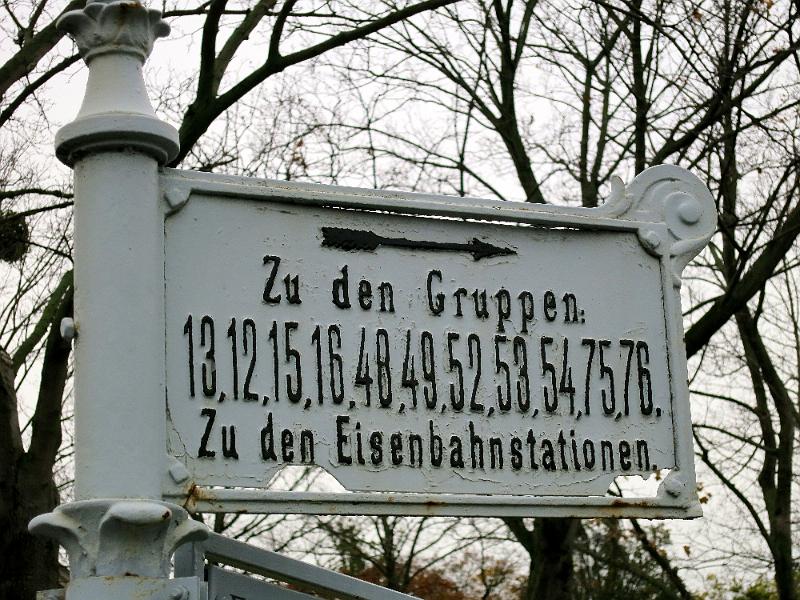 Zu den Gruppen:
13,12,15,16,48,49,52,53,54,75,76.
Zu den Eisenbahnstationen.